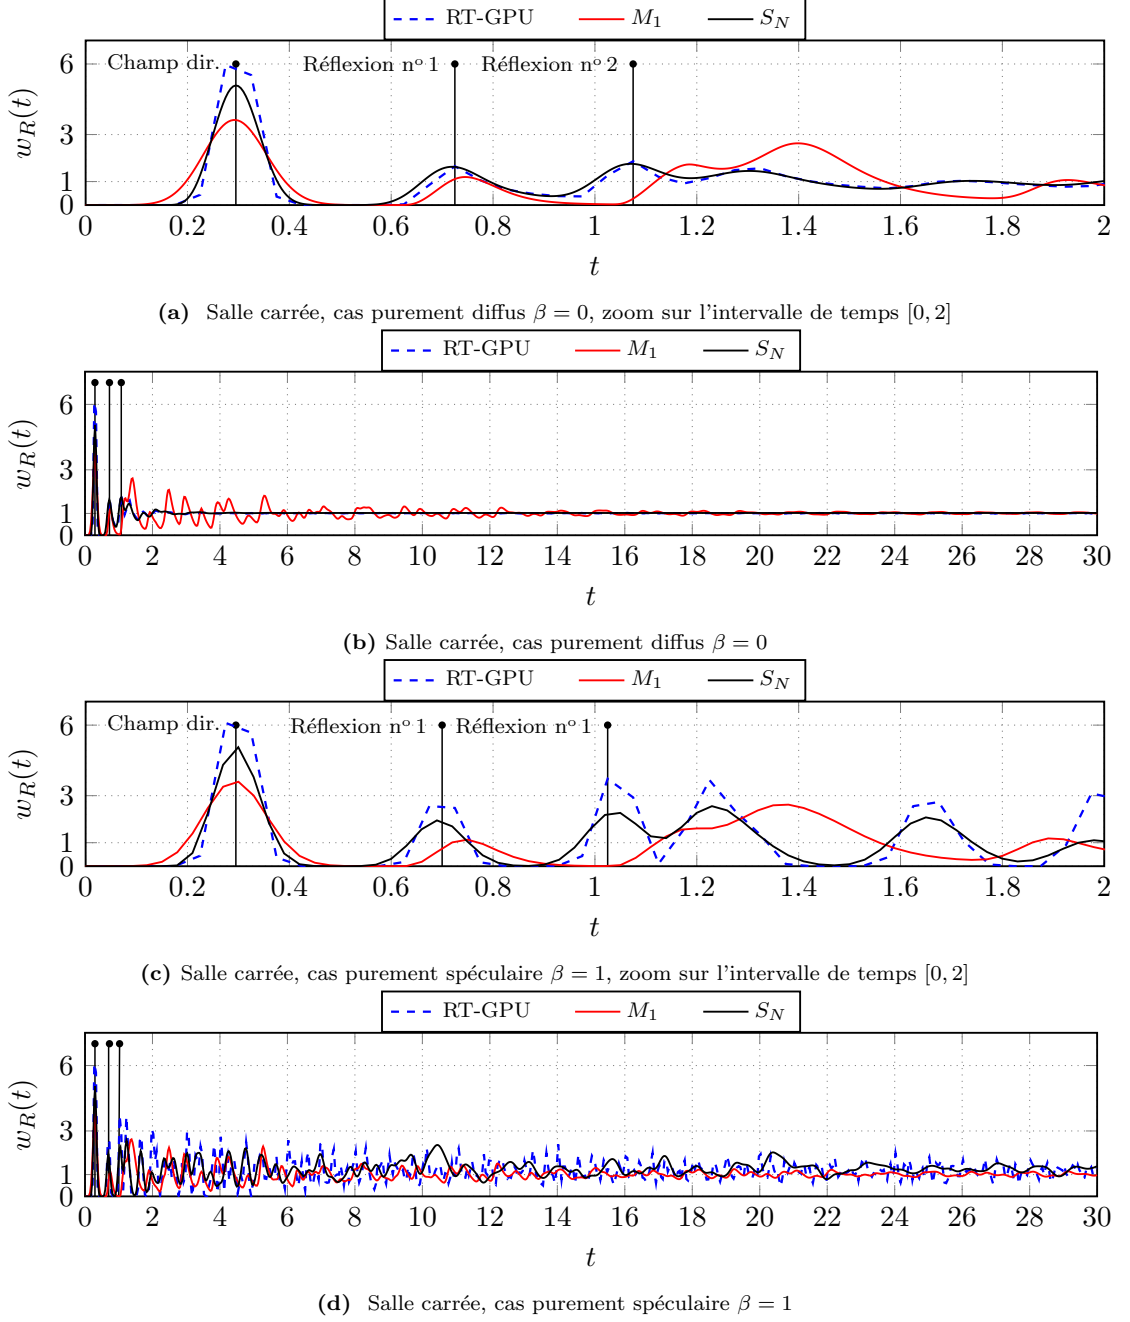 RT-GPU M₁ S_N
Champ dir. Réflexion nº 1 Réflexion nº 2
w_R(t)
6
3
1
0
0 0.2 0.4 0.6 0.8 1 1.2 1.4 1.6 1.8 2
t
(a) Salle carrée, cas purement diffus β = 0, zoom sur l'intervalle de temps [0, 2]
RT-GPU M₁ S_N
w_R(t)
6
3
1
0
0 2 4 6 8 10 12 14 16 18 20 22 24 26 28 30
t
(b) Salle carrée, cas purement diffus β = 0
RT-GPU M₁ S_N
Champ dir. Réflexion nº 1 Réflexion nº 1
w_R(t)
6
3
1
0
0 0.2 0.4 0.6 0.8 1 1.2 1.4 1.6 1.8 2
t
(c) Salle carrée, cas purement spéculaire β = 1, zoom sur l'intervalle de temps [0, 2]
RT-GPU M₁ S_N
w_R(t)
6
3
1
0
0 2 4 6 8 10 12 14 16 18 20 22 24 26 28 30
t
(d) Salle carrée, cas purement spéculaire β = 1